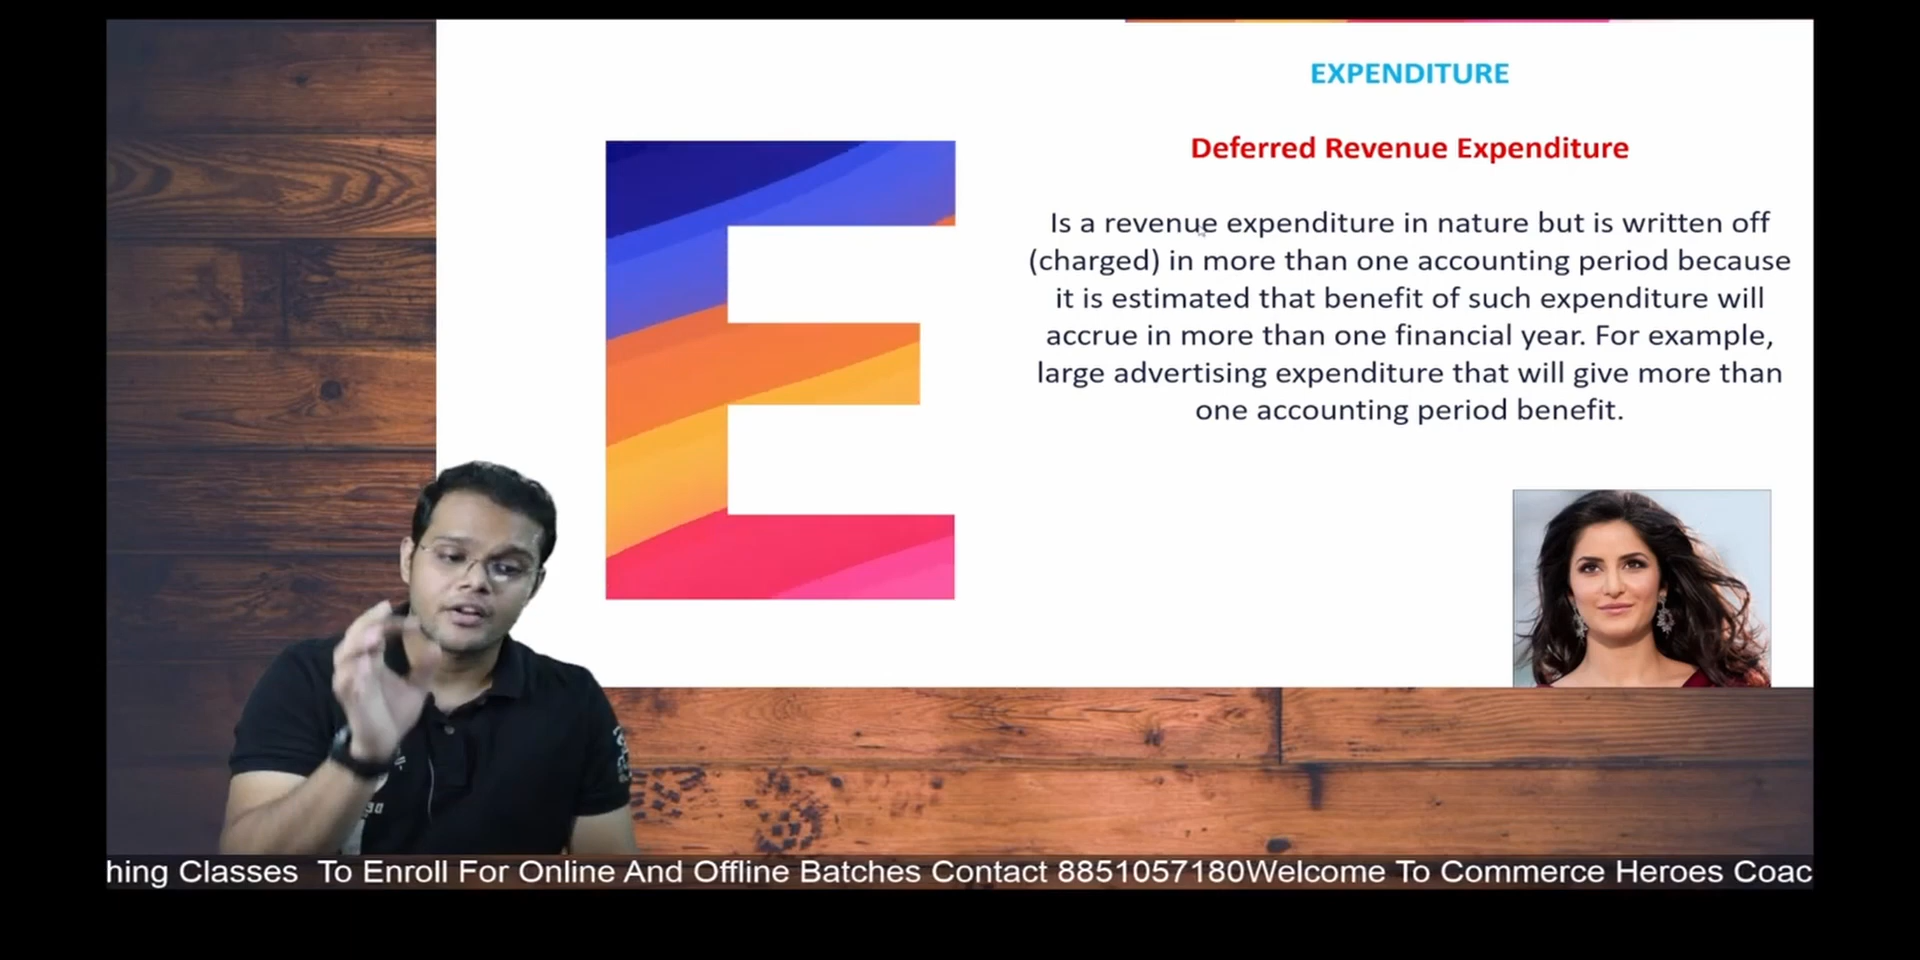 EXPENDITURE
Deferred Revenue Expenditure
Is a revenue expenditure in nature but is written off
(charged) in more than one accounting period because
it is estimated that benefit of such expenditure will
accrue in more than one financial year. For example,
large advertising expenditure that will give more than
one accounting period benefit.
E
hing Classes To Enroll For Online And Offline Batches Contact 8851057180Welcome To Commerce Heroes Coac